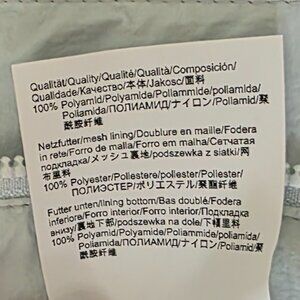 Qualität/Quality/Qualité/Qualità/Composición/
Qualidade/Качество/本体/Jakosc/面料
100% Polyamid/Polyamide/Poliammide/poliamida/
Poliamida/ПОЛИАМИД/ナイロン/Poliamid/聚
酰胺纤维
Netzfutter/mesh lining/Doublure en maille/Fodera
in rete/Forro de malla/Forro em malha/Сетчатая
подкладка/メッシュ裏地/podszewka z siatki/网
布里料
100% Polyester/Polyestere/poliestere/Poliester/
ПОЛИЭСТЕР/ポリエステル/聚酯纤维
Futter unten/lining bottom/Bas doublé/Fodera
inferiore/Forro interior/Forro interior/Подкладка
внизу/裏地下部/podszewka na dole/下幅里料
100% Polyamid/Polyamide/Poliammide/poliamida/
Poliamida/ПОЛИАМИД/ナイロン/Poliamid/聚
酰胺纤维